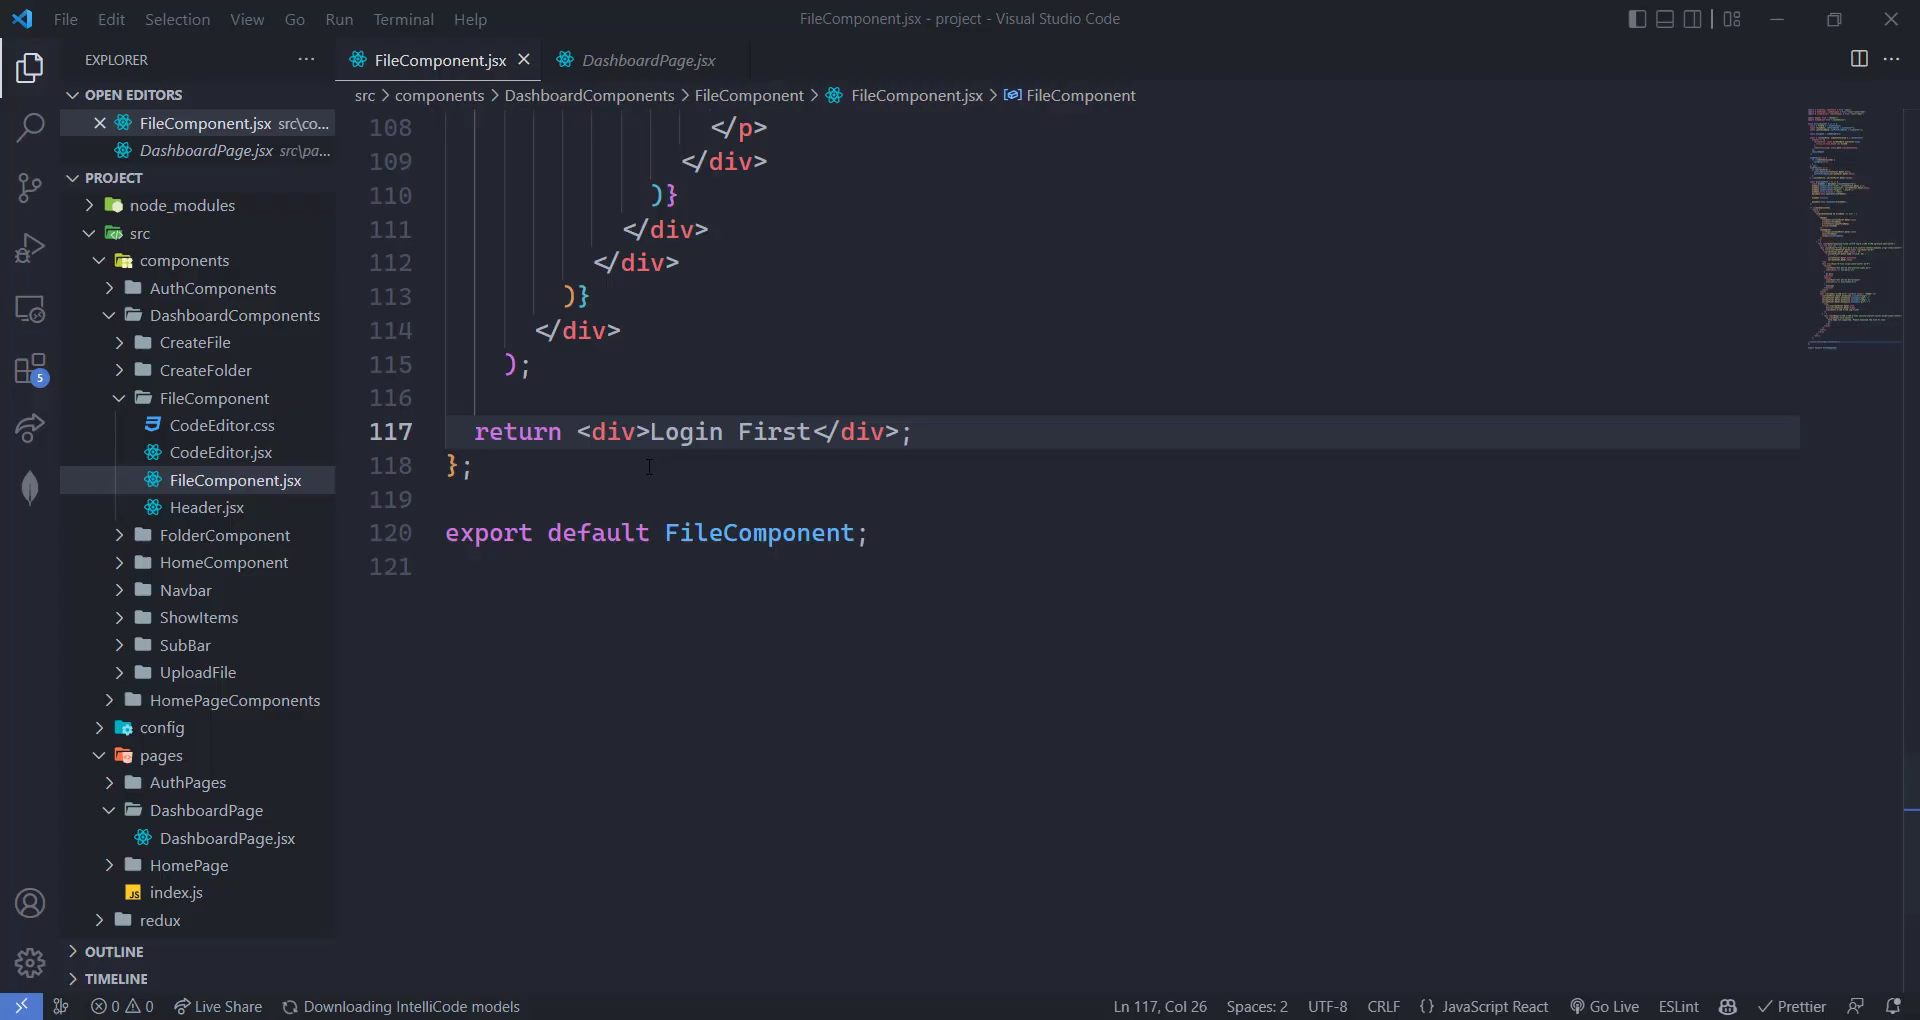 File Edit Selection View Go Run Terminal Help
FileComponent.jsx - project - Visual Studio Code
EXPLORER
FileComponent.jsx
DashboardPage.jsx
OPEN EDITORS
FileComponent.jsx src\co...
DashboardPage.jsx src\pa...
PROJECT
node_modules
src
components
AuthComponents
DashboardComponents
CreateFile
CreateFolder
FileComponent
CodeEditor.css
CodeEditor.jsx
FileComponent.jsx
Header.jsx
FolderComponent
HomeComponent
Navbar
ShowItems
SubBar
UploadFile
HomePageComponents
config
pages
AuthPages
DashboardPage
DashboardPage.jsx
HomePage
JS index.js
redux
OUTLINE
TIMELINE
5
src > components > DashboardComponents > FileComponent > FileComponent.jsx > FileComponent
108 </p>
109 </div>
110 )}
111 </div>
112 </div>
113 )}
114 </div>
115 );
116
117 return <div>Login First</div>;
118 };
119
120 export default FileComponent;
121
0 0 Live Share Downloading IntelliCode models
Ln 117, Col 26 Spaces: 2 UTF-8 CRLF {} JavaScript React Go Live ESLint Prettier